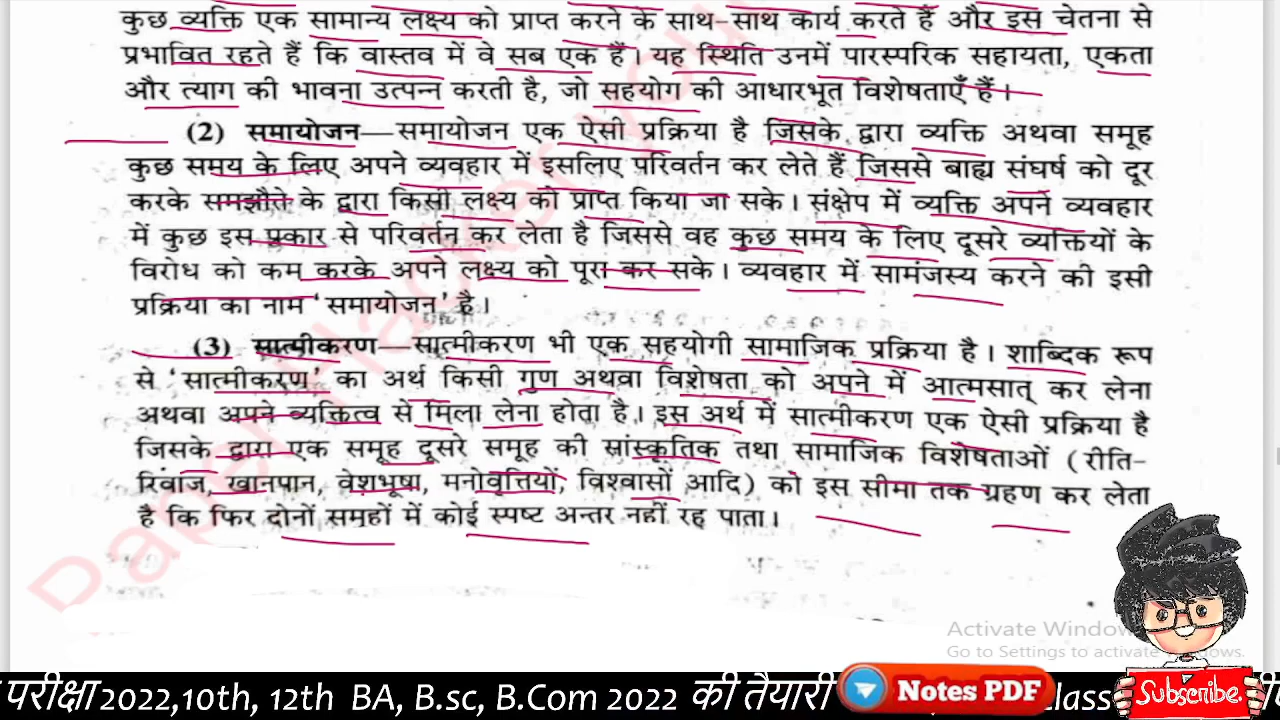 कुछ व्यक्ति एक सामान्य लक्ष्य को प्राप्त करने के साथ-साथ कार्य करते हैं और इस चेतना से
प्रभावित रहते हैं कि वास्तव में वे सब एक हैं। यह स्थिति उनमें पारस्परिक सहायता, एकता
और त्याग की भावना उत्पन्न करती है, जो सहयोग की आधारभूत विशेषताएँ हैं।
(2) समायोजन—समायोजन एक ऐसी प्रक्रिया है जिसके द्वारा व्यक्ति अथवा समूह
कुछ समय के लिए अपने व्यवहार में इसलिए परिवर्तन कर लेते हैं जिससे बाह्य संघर्ष को दूर
करके समझौते के द्वारा किसी लक्ष्य को प्राप्त किया जा सके। संक्षेप में व्यक्ति अपने व्यवहार
में कुछ इस प्रकार से परिवर्तन कर लेता है जिससे वह कुछ समय के लिए दूसरे व्यक्तियों के
विरोध को कम करके अपने लक्ष्य को पूरा कर सके। व्यवहार में सामंजस्य करने की इसी
प्रक्रिया का नाम ‘समायोजन’ है।
(3) सात्मीकरण—सात्मीकरण भी एक सहयोगी सामाजिक प्रक्रिया है। शाब्दिक रूप
से ‘सात्मीकरण’ का अर्थ किसी गुण अथवा विशेषता को अपने में आत्मसात् कर लेना
अथवा अपने व्यक्तित्व से मिला लेना होता है। इस अर्थ में सात्मीकरण एक ऐसी प्रक्रिया है
जिसके द्वारा एक समूह दूसरे समूह की सांस्कृतिक तथा सामाजिक विशेषताओं (रीति-
रिवाज, खानपान, वेशभूषा, मनोवृत्तियों, विश्वासों आदि) को इस सीमा तक ग्रहण कर लेता
है कि फिर दोनों समूहों में कोई स्पष्ट अन्तर नहीं रह पाता।
Activate Windows
Go to Settings to activate Windows.
परीक्षा 2022,10th, 12th BA, B.sc, B.Com 2022 की तैयारी
Notes PDF
class
Subscribe.